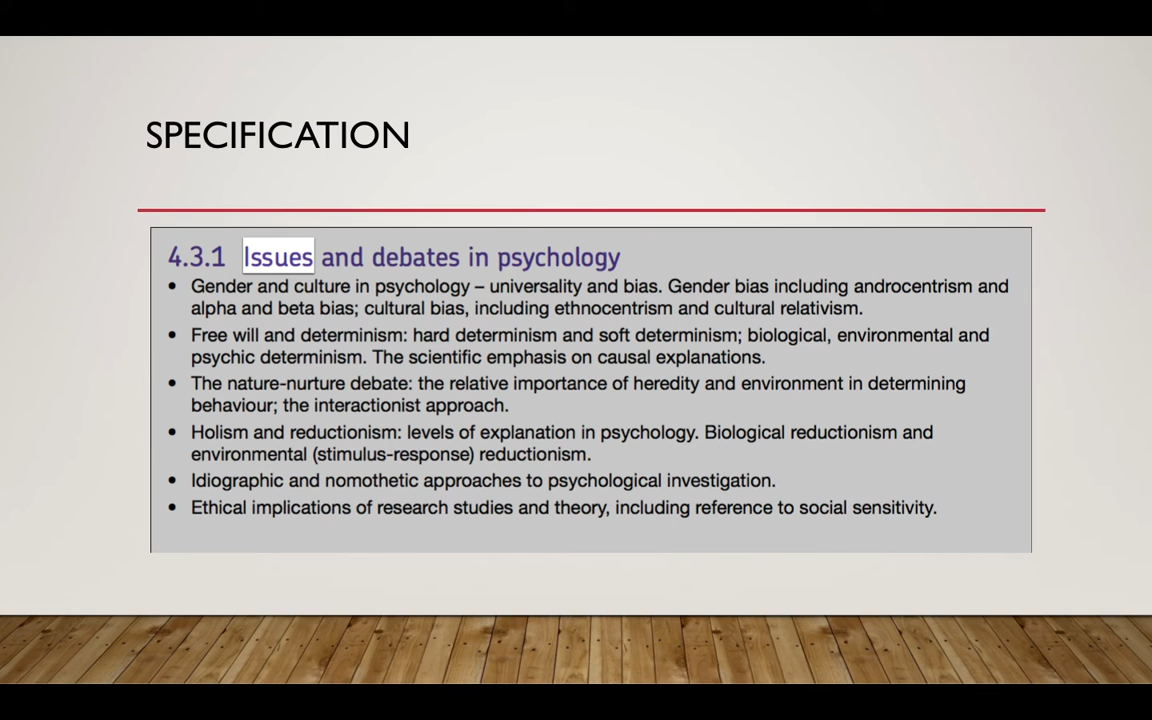 SPECIFICATION
4.3.1 Issues and debates in psychology
• Gender and culture in psychology – universality and bias. Gender bias including androcentrism and
alpha and beta bias; cultural bias, including ethnocentrism and cultural relativism.
• Free will and determinism: hard determinism and soft determinism; biological, environmental and
psychic determinism. The scientific emphasis on causal explanations.
• The nature-nurture debate: the relative importance of heredity and environment in determining
behaviour; the interactionist approach.
• Holism and reductionism: levels of explanation in psychology. Biological reductionism and
environmental (stimulus-response) reductionism.
• Idiographic and nomothetic approaches to psychological investigation.
• Ethical implications of research studies and theory, including reference to social sensitivity.